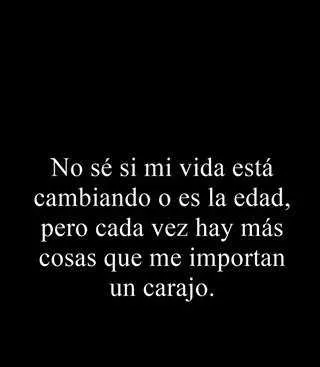 No sé si mi vida está
cambiando o es la edad,
pero cada vez hay más
cosas que me importan
un carajo.